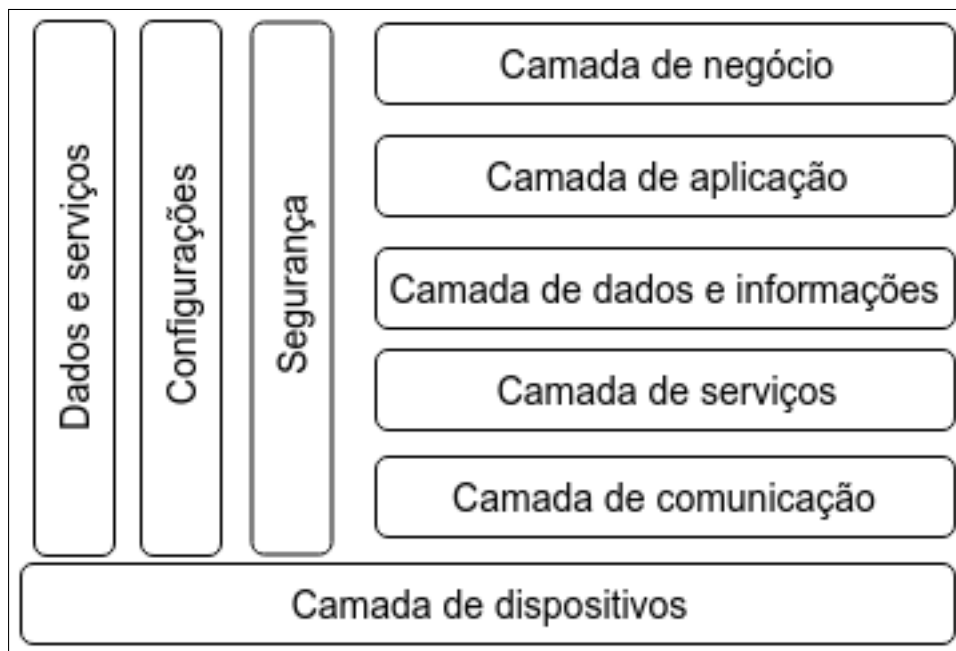 Dados e serviços
Configurações
Segurança
Camada de negócio
Camada de aplicação
Camada de dados e informações
Camada de serviços
Camada de comunicação
Camada de dispositivos